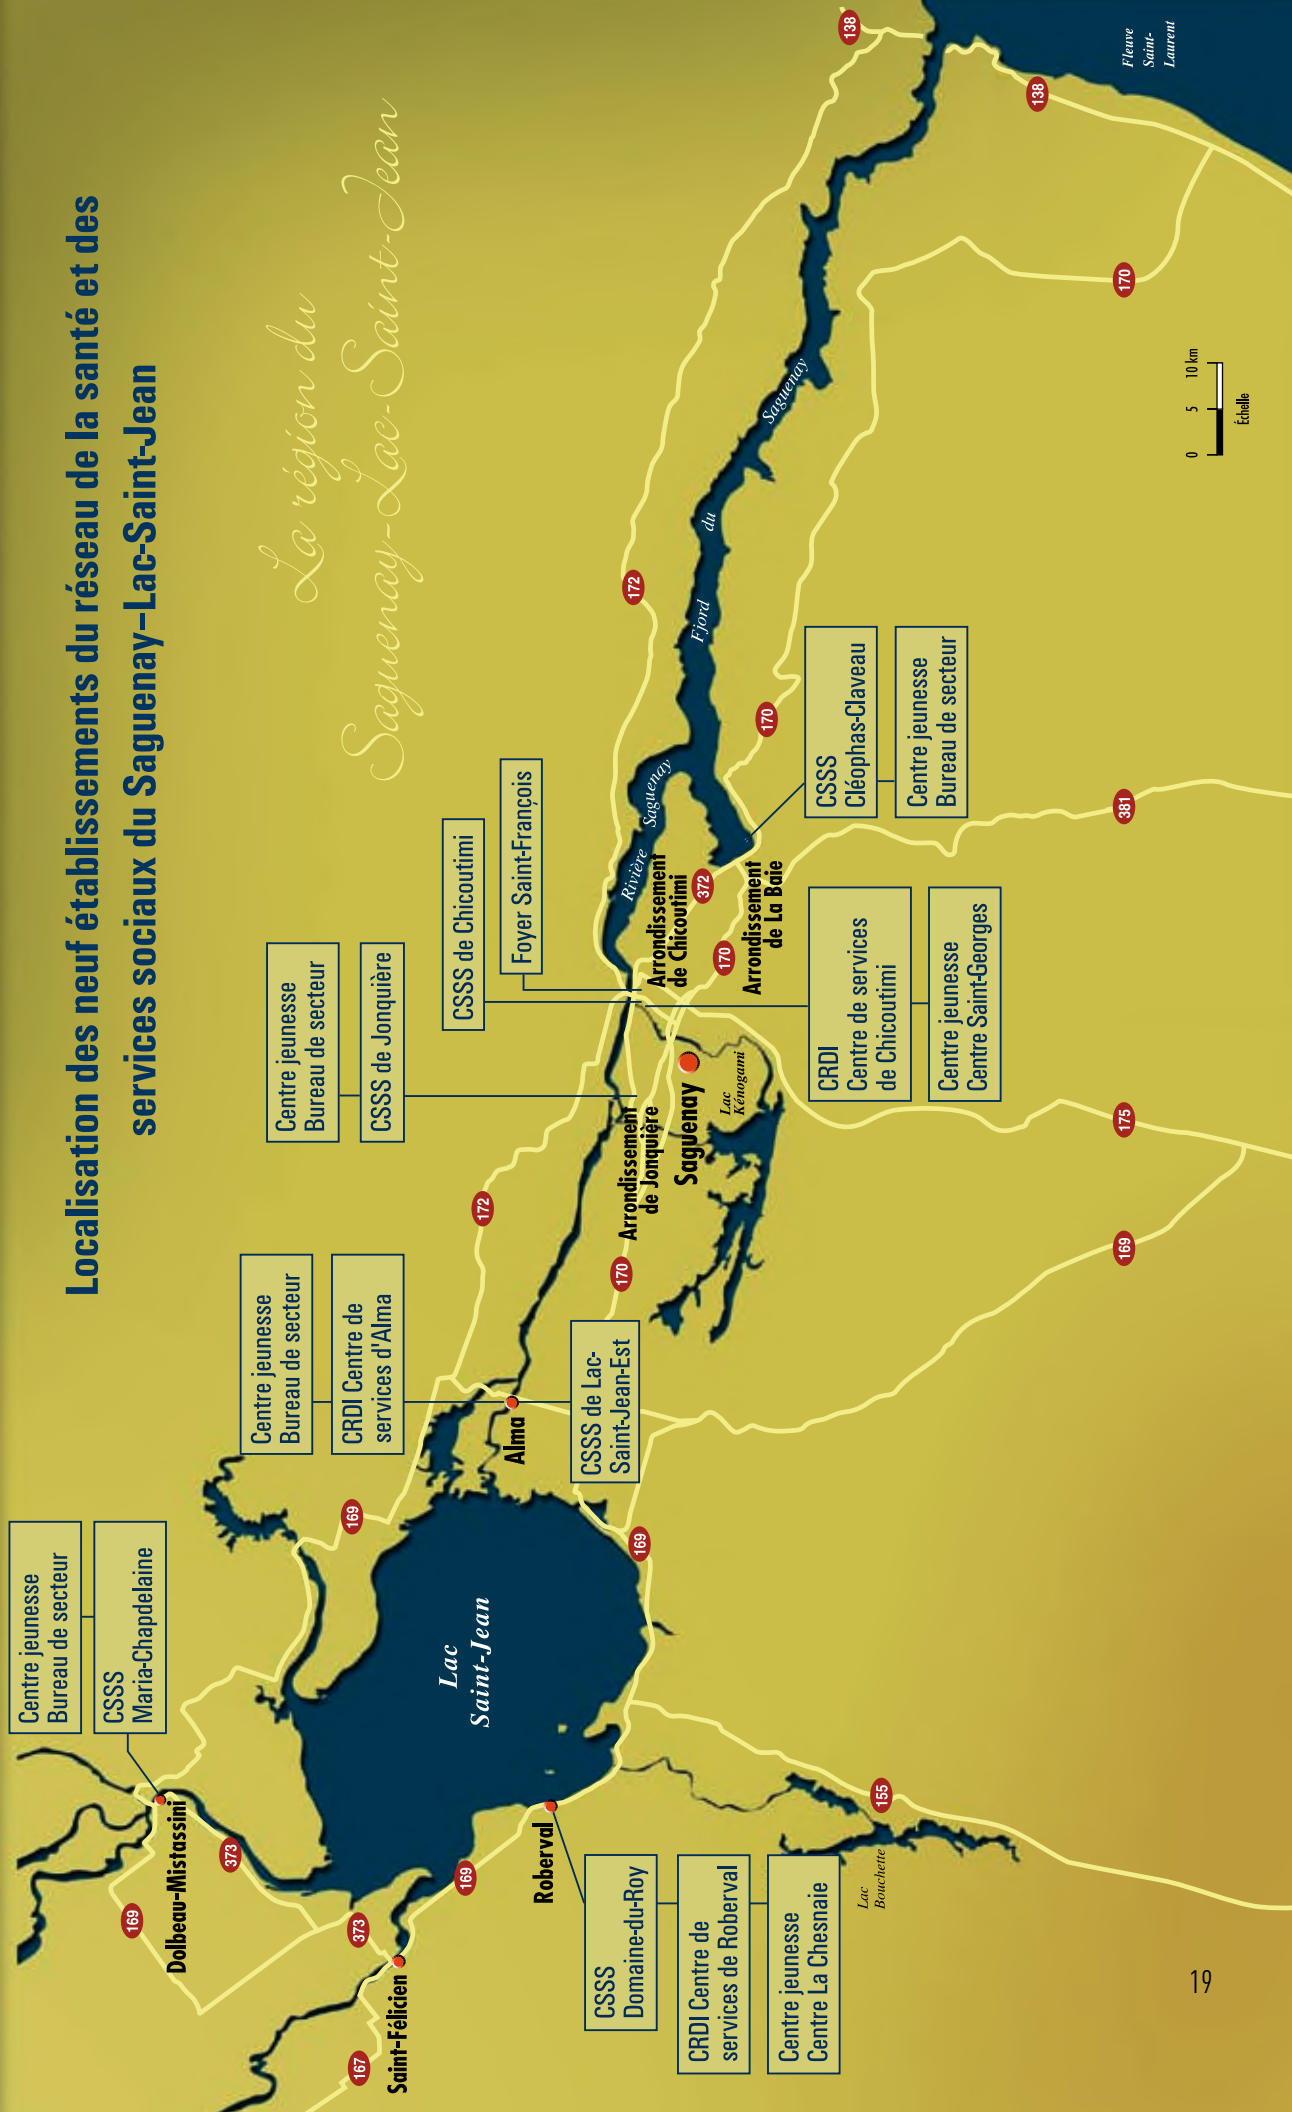 Localisation des neuf établissements du réseau de la santé et des
services sociaux du Saguenay–Lac-Saint-Jean
La région du
Saguenay-Lac-Saint-Jean
Centre jeunesse
Bureau de secteur
CSSS
Maria-Chapdelaine
Dolbeau-Mistassini
169
373
373
167
Saint-Félicien
169
169
Lac
Saint-Jean
Roberval
CSSS
Domaine-du-Roy
CRDI Centre de
services de Roberval
Centre jeunesse
Centre La Chesnaie
Lac
Bouchette
155
169
Centre jeunesse
Bureau de secteur
CRDI Centre de
services d'Alma
Alma
CSSS de Lac-
Saint-Jean-Est
172
170
Centre jeunesse
Bureau de secteur
CSSS de Jonquière
Arrondissement
de Jonquière
Saguenay
Lac
Kénogami
169
175
CSSS de Chicoutimi
Foyer Saint-François
Rivière Saguenay
Arrondissement
de Chicoutimi
372
170
Arrondissement
de La Baie
CRDI
Centre de services
de Chicoutimi
Centre jeunesse
Centre Saint-Georges
CSSS
Cléophas-Claveau
Centre jeunesse
Bureau de secteur
381
170
172
Fjord du Saguenay
170
138
138
Fleuve
Saint-
Laurent
0 5 10 km
Échelle
19